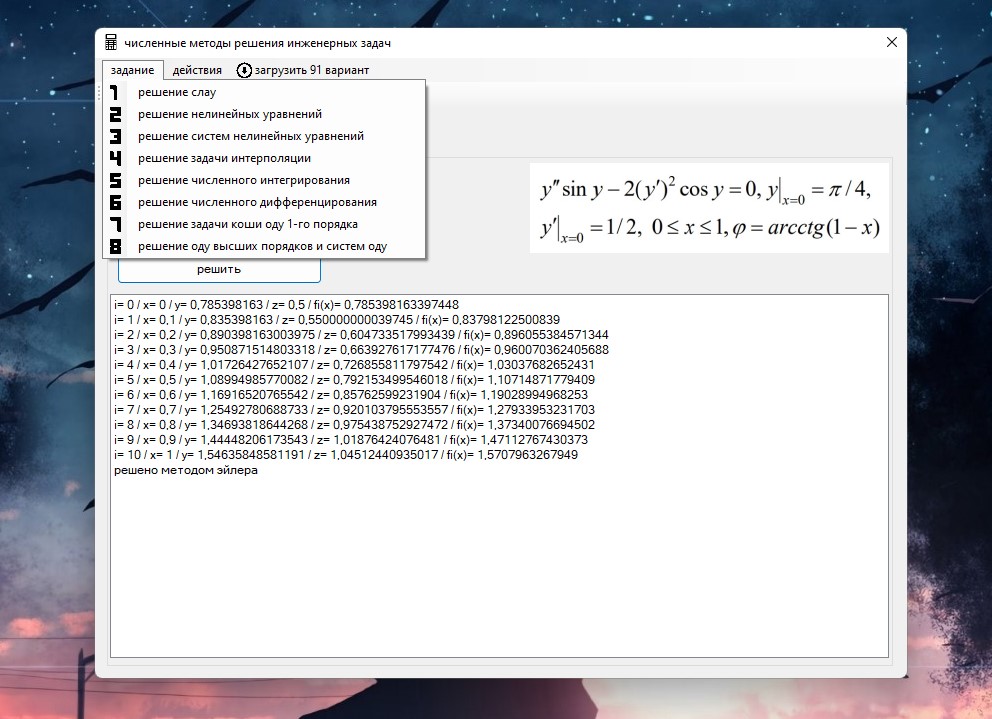 численные методы решения инженерных задач
задание действия загрузить 91 вариант
1 решение слау
2 решение нелинейных уравнений
3 решение систем нелинейных уравнений
4 решение задачи интерполяции
5 решение численного интегрирования
6 решение численного дифференцирования
7 решение задачи коши оду 1-го порядка
8 решение оду высших порядков и систем оду
y″ sin y − 2(y′)² cos y = 0, y|ₓ₌₀ = π / 4,
y′|ₓ₌₀ = 1 / 2, 0 ≤ x ≤ 1, φ = arcctg(1 − x)
решить
i= 0 / x= 0 / y= 0,785398163 / z= 0,5 / fi(x)= 0,785398163397448
i= 1 / x= 0,1 / y= 0,835398163 / z= 0,550000000039745 / fi(x)= 0,83798122500839
i= 2 / x= 0,2 / y= 0,890398163003975 / z= 0,604733517993439 / fi(x)= 0,896055384571344
i= 3 / x= 0,3 / y= 0,950871514803318 / z= 0,663927617177476 / fi(x)= 0,960070362405688
i= 4 / x= 0,4 / y= 1,01726427652107 / z= 0,726855811797542 / fi(x)= 1,03037682652431
i= 5 / x= 0,5 / y= 1,08994985770082 / z= 0,792153499546018 / fi(x)= 1,10714871779409
i= 6 / x= 0,6 / y= 1,16916520765542 / z= 0,85762599231904 / fi(x)= 1,19028994968253
i= 7 / x= 0,7 / y= 1,25492780688733 / z= 0,920103795553557 / fi(x)= 1,27933953231703
i= 8 / x= 0,8 / y= 1,34693818644268 / z= 0,975438752927472 / fi(x)= 1,37340076694502
i= 9 / x= 0,9 / y= 1,44448206173543 / z= 1,01876424076481 / fi(x)= 1,47112767430373
i= 10 / x= 1 / y= 1,54635848581191 / z= 1,04512440935017 / fi(x)= 1,5707963267949
решено методом эйлера